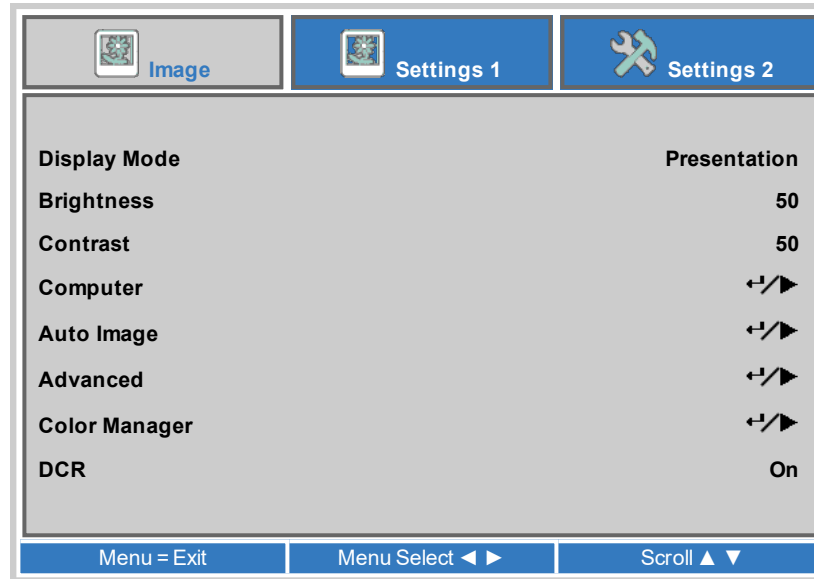 Image Settings 1 Settings 2
Display Mode Presentation
Brightness 50
Contrast 50
Computer ↵/▶
Auto Image ↵/▶
Advanced ↵/▶
Color Manager ↵/▶
DCR On
Menu = Exit Menu Select ◄ ► Scroll ▲ ▼